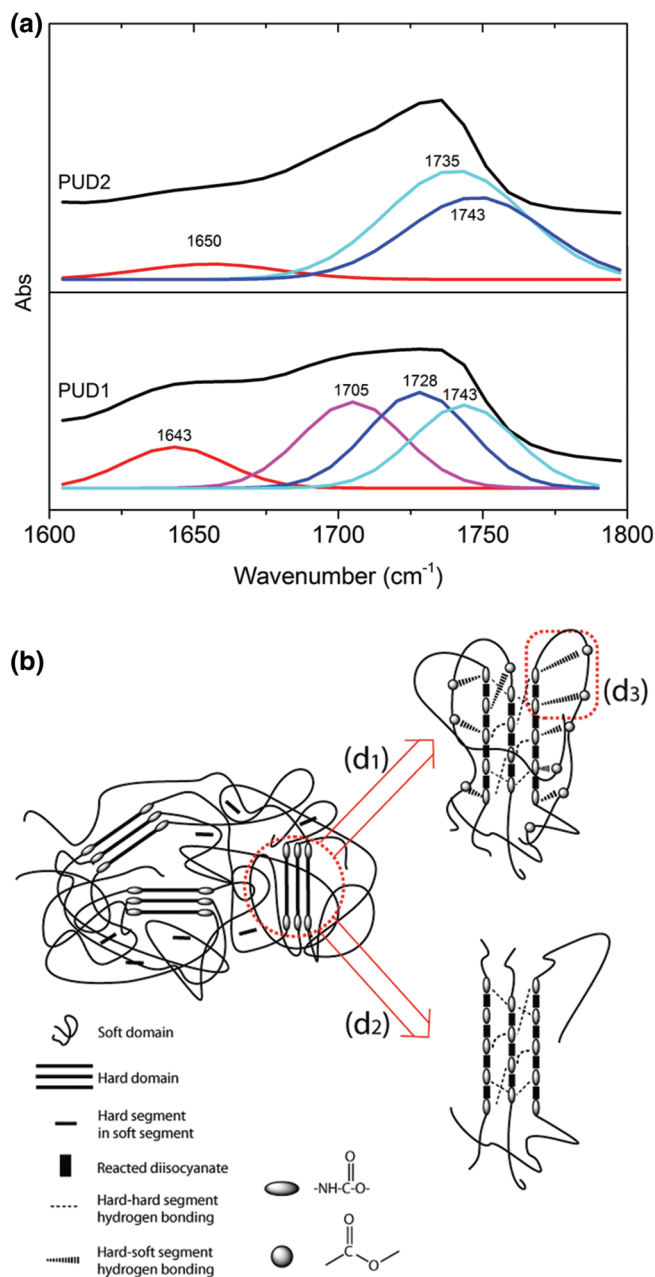 (a)
PUD2
1735
1743
1650
Abs
PUD1
1705
1728
1743
1643
1600 1650 1700 1750 1800
Wavenumber (cm⁻¹)
(b)
(d₁)
(d₃)
(d₂)
Soft domain
Hard domain
Hard segment
in soft segment
Reacted diisocyanate
Hard-hard segment
hydrogen bonding
Hard-soft segment
hydrogen bonding
O
-NH-C-O-
O
O